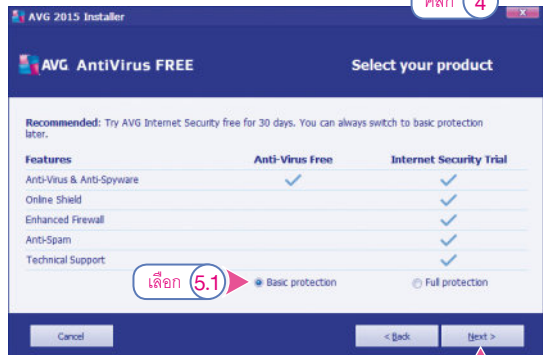 คลิก 4
AVG 2015 Installer
AVG AntiVirus FREE
Select your product
Recommended: Try AVG Internet Security free for 30 days. You can always switch to basic protection
later.
Features Anti-Virus Free Internet Security Trial
Anti-Virus & Anti-Spyware
Online Shield
Enhanced Firewall
Anti-Spam
Technical Support
เลือก 5.1 Basic protection Full protection
Cancel < Back Next >